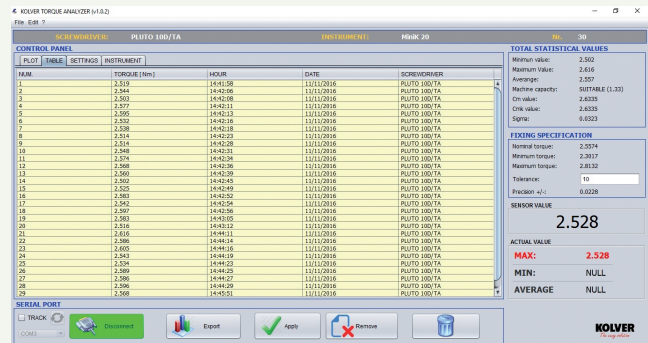 KOLVER TORQUE ANALYZER (v1.0.2)
File Edit ?
SCREWDRIVER: PLUTO 10D/TA INSTRUMENT: MiniK 20 Nr. 30
CONTROL PANEL
PLOT TABLE SETTINGS INSTRUMENT
NUM. TORQUE [ Nm ] HOUR DATE SCREWDRIVER
1 2.519 14:41:58 11/11/2016 PLUTO 10D/TA
2 2.544 14:42:06 11/11/2016 PLUTO 10D/TA
3 2.503 14:42:08 11/11/2016 PLUTO 10D/TA
4 2.577 14:42:11 11/11/2016 PLUTO 10D/TA
5 2.595 14:42:13 11/11/2016 PLUTO 10D/TA
6 2.532 14:42:16 11/11/2016 PLUTO 10D/TA
7 2.538 14:42:18 11/11/2016 PLUTO 10D/TA
8 2.514 14:42:23 11/11/2016 PLUTO 10D/TA
9 2.514 14:42:28 11/11/2016 PLUTO 10D/TA
10 2.548 14:42:31 11/11/2016 PLUTO 10D/TA
11 2.574 14:42:34 11/11/2016 PLUTO 10D/TA
12 2.568 14:42:36 11/11/2016 PLUTO 10D/TA
13 2.560 14:42:39 11/11/2016 PLUTO 10D/TA
14 2.502 14:42:45 11/11/2016 PLUTO 10D/TA
15 2.525 14:42:49 11/11/2016 PLUTO 10D/TA
16 2.583 14:42:52 11/11/2016 PLUTO 10D/TA
17 2.542 14:42:54 11/11/2016 PLUTO 10D/TA
18 2.597 14:42:56 11/11/2016 PLUTO 10D/TA
19 2.583 14:43:05 11/11/2016 PLUTO 10D/TA
20 2.516 14:43:12 11/11/2016 PLUTO 10D/TA
21 2.616 14:44:11 11/11/2016 PLUTO 10D/TA
22 2.586 14:44:14 11/11/2016 PLUTO 10D/TA
23 2.605 14:44:16 11/11/2016 PLUTO 10D/TA
24 2.543 14:44:19 11/11/2016 PLUTO 10D/TA
25 2.534 14:44:23 11/11/2016 PLUTO 10D/TA
26 2.589 14:44:25 11/11/2016 PLUTO 10D/TA
27 2.586 14:44:27 11/11/2016 PLUTO 10D/TA
28 2.596 14:44:29 11/11/2016 PLUTO 10D/TA
29 2.568 14:45:51 11/11/2016 PLUTO 10D/TA
SERIAL PORT
TRACK
COM3
Disconnect
Export
Apply
Remove
TOTAL STATISTICAL VALUES
Minimun value: 2.502
Maximum Value: 2.616
Averange: 2.557
Machine capacity: SUITABLE (1.33)
Cm value: 2.6335
Cmk value: 2.6335
Sigma: 0.0323
FIXING SPECIFICATION
Nominal torque: 2.5574
Minimum torque: 2.3017
Maximum torque: 2.8132
Tolerance: 10
Precision +/-: 0.0228
SENSOR VALUE
2.528
ACTUAL VALUE
MAX: 2.528
MIN: NULL
AVERAGE NULL
KOLVER